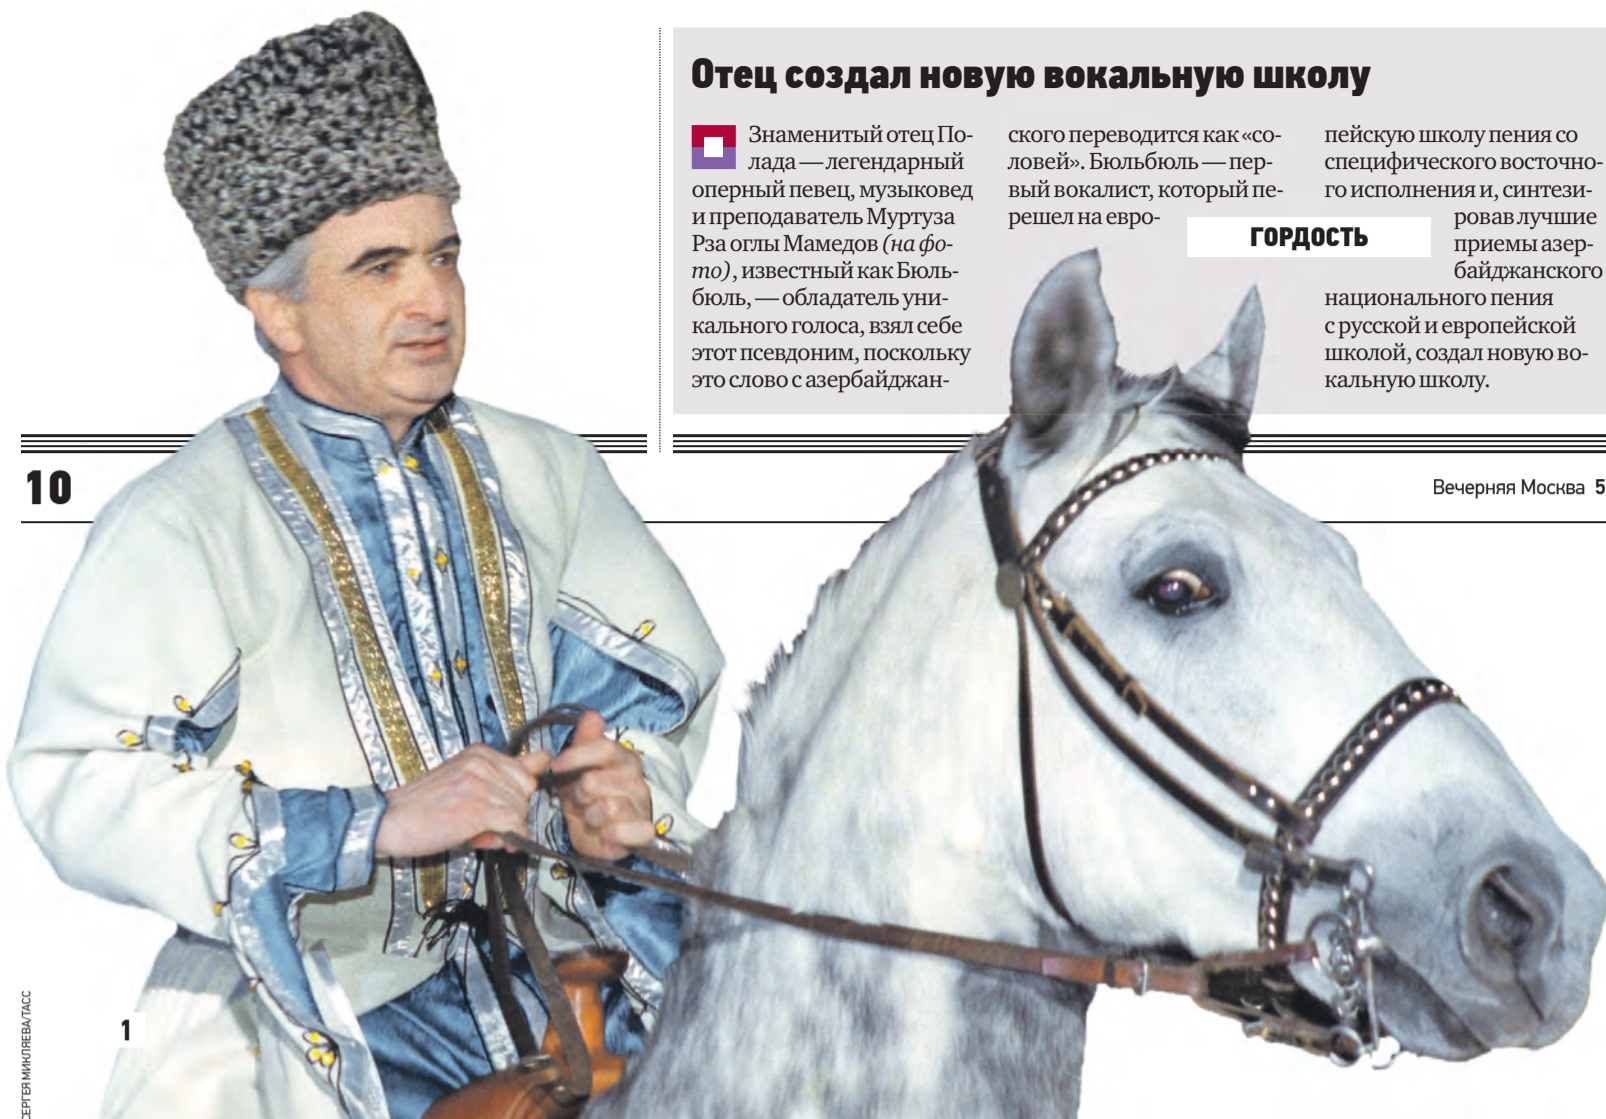 Отец создал новую вокальную школу
Знаменитый отец По-
лада — легендарный
оперный певец, музыковед
и преподаватель Муртуза
Рза оглы Мамедов (на фо-
то), известный как Бюль-
бюль, — обладатель уни-
кального голоса, взял себе
этот псевдоним, поскольку
это слово с азербайджан-
ского переводится как «со-
ловей». Бюльбюль — пер-
вый вокалист, который пе-
решел на евро-
пейскую школу пения со
специфического восточно-
го исполнения и, синтези-
ровав лучшие
приемы азер-
байджанского
национального пения
с русской и европейской
школой, создал новую во-
кальную школу.
ГОРДОСТЬ
10
Вечерняя Москва 5
1
СЕРГЕЯ МИКЛЯЕВА/ТАСС